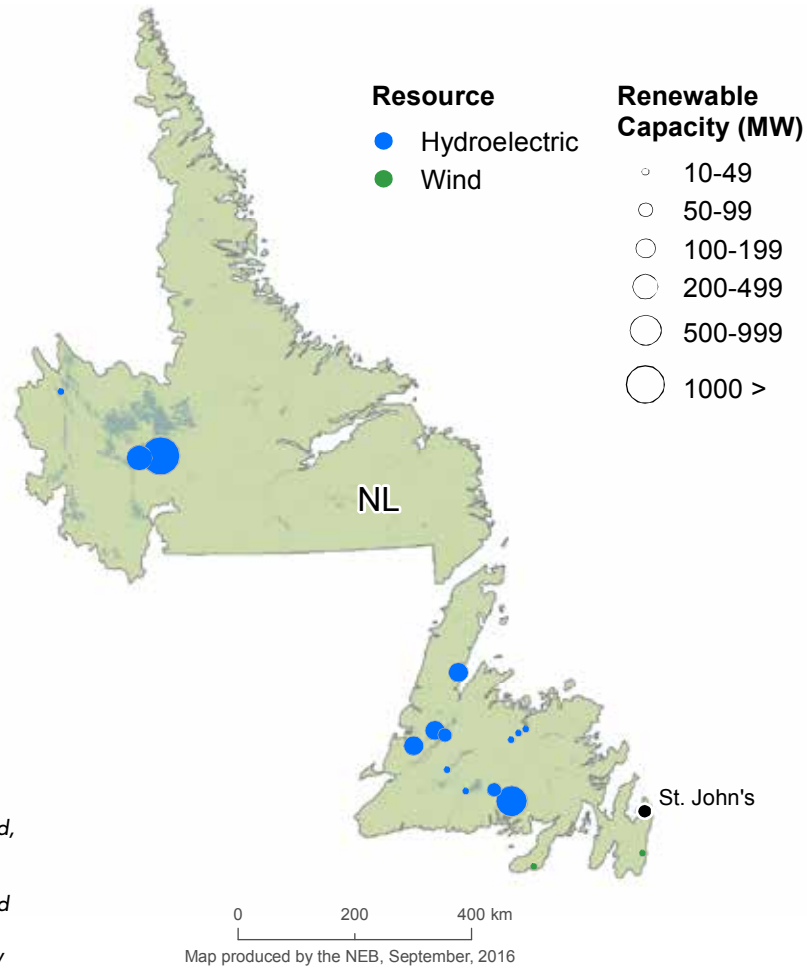 Resource
Hydroelectric
Wind
Renewable
Capacity (MW)
10-49
50-99
100-199
200-499
500-999
1000 >
NL
St. John's
d,
d
0 200 400 km
Map produced by the NEB, September, 2016